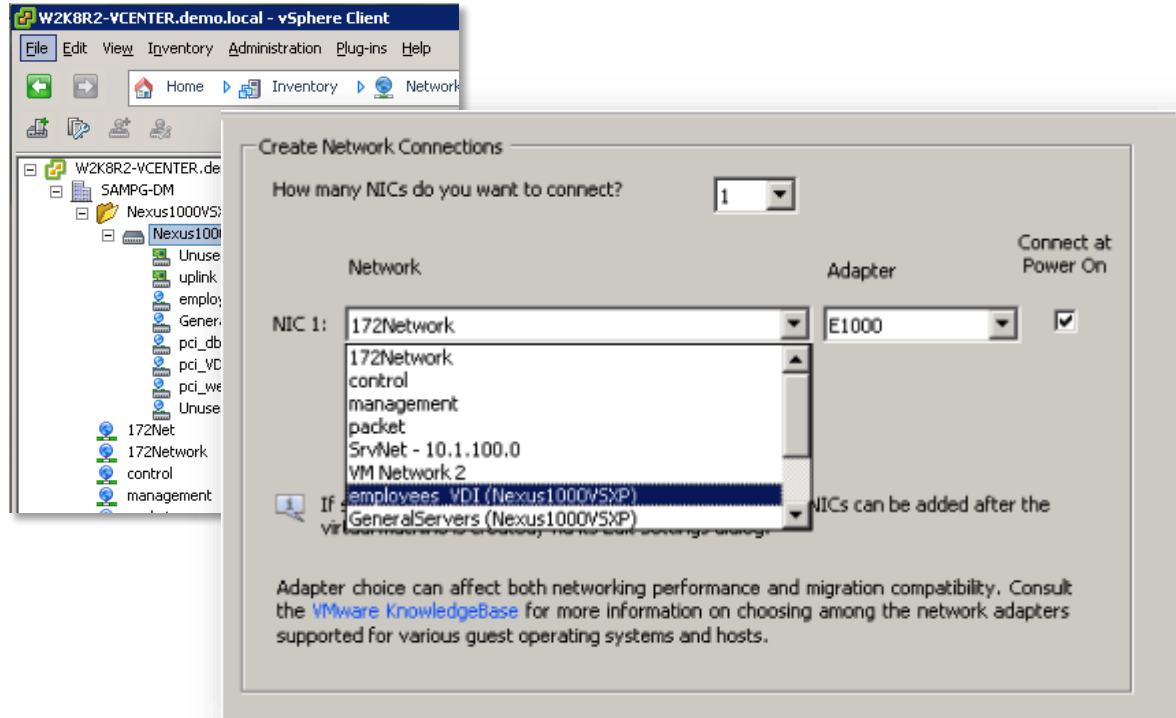 W2K8R2-VCENTER.demo.local - vSphere Client
File Edit View Inventory Administration Plug-ins Help
Home Inventory Network
W2K8R2-VCENTER.de
SAMPG-DM
Nexus1000VSX
Nexus100
Unuse
uplink
employ
Genera
pci_db
pci_VD
pci_we
Unuse
172Net
172Network
control
management
Create Network Connections
How many NICs do you want to connect? 1
Network Adapter Connect at
Power On
NIC 1: 172Network E1000
172Network
control
management
packet
SrvNet - 10.1.100.0
VM Network 2
employees_VDI (Nexus1000VSXP)
GeneralServers (Nexus1000VSXP)
If NICs can be added after the
Adapter choice can affect both networking performance and migration compatibility. Consult
the VMware KnowledgeBase for more information on choosing among the network adapters
supported for various guest operating systems and hosts.